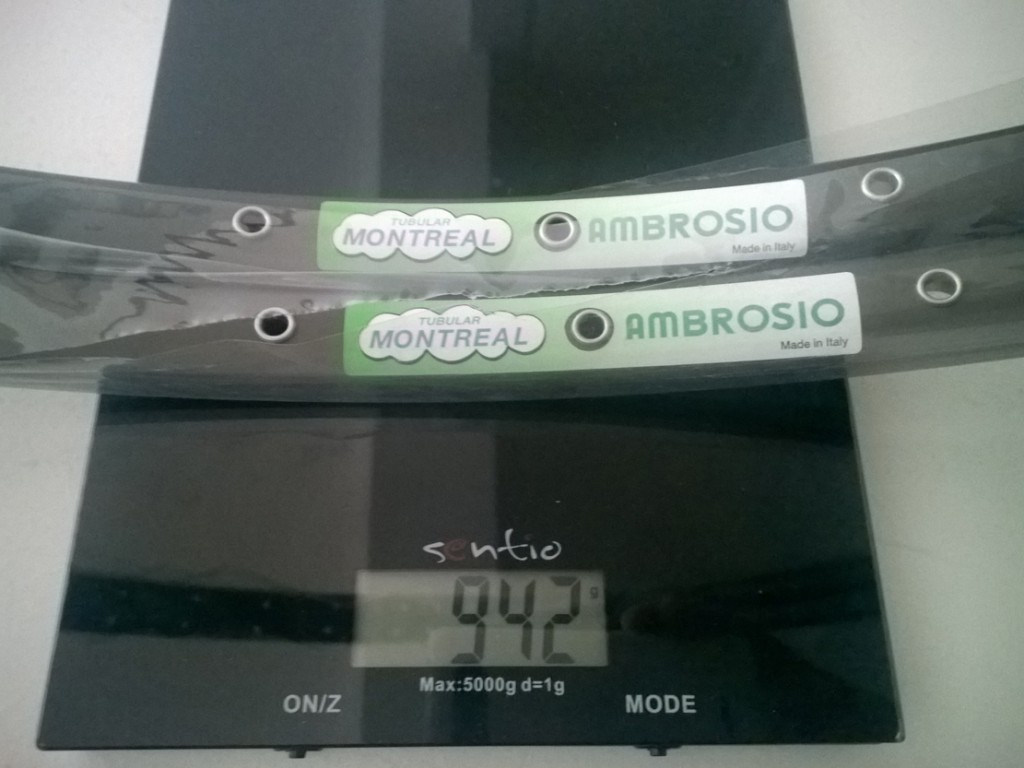 TUBULAR
MONTREAL
AMBROSIO
Made in Italy
TUBULAR
MONTREAL
AMBROSIO
Made in Italy
sentio
942 g
Max:5000g d=1g
ON/Z
MODE